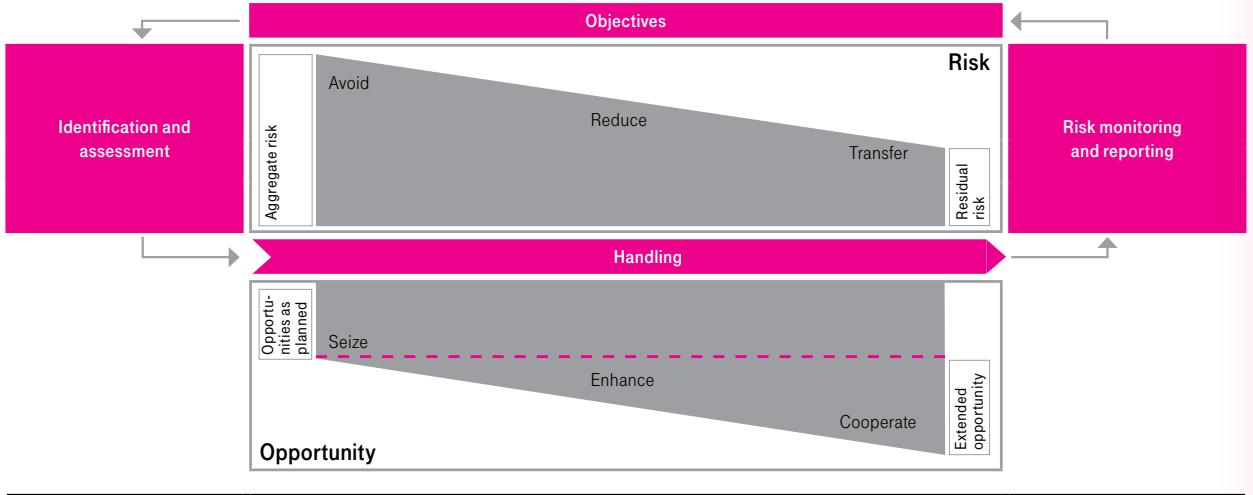 Objectives
Identification and
assessment
Risk
Aggregate risk
Avoid
Reduce
Transfer
Residual
risk
Risk monitoring
and reporting
Handling
Opportu-
nities as
planned
Seize
Enhance
Cooperate
Extended
opportunity
Opportunity